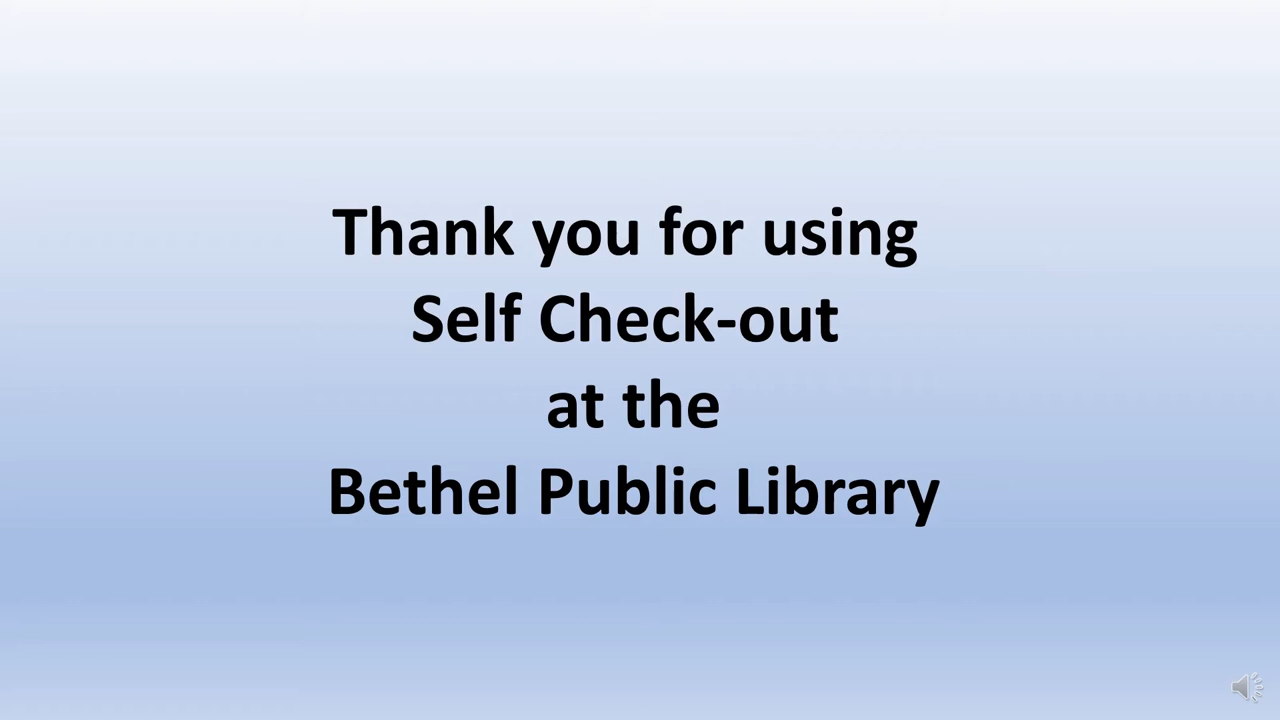 Thank you for using
Self Check-out
at the
Bethel Public Library